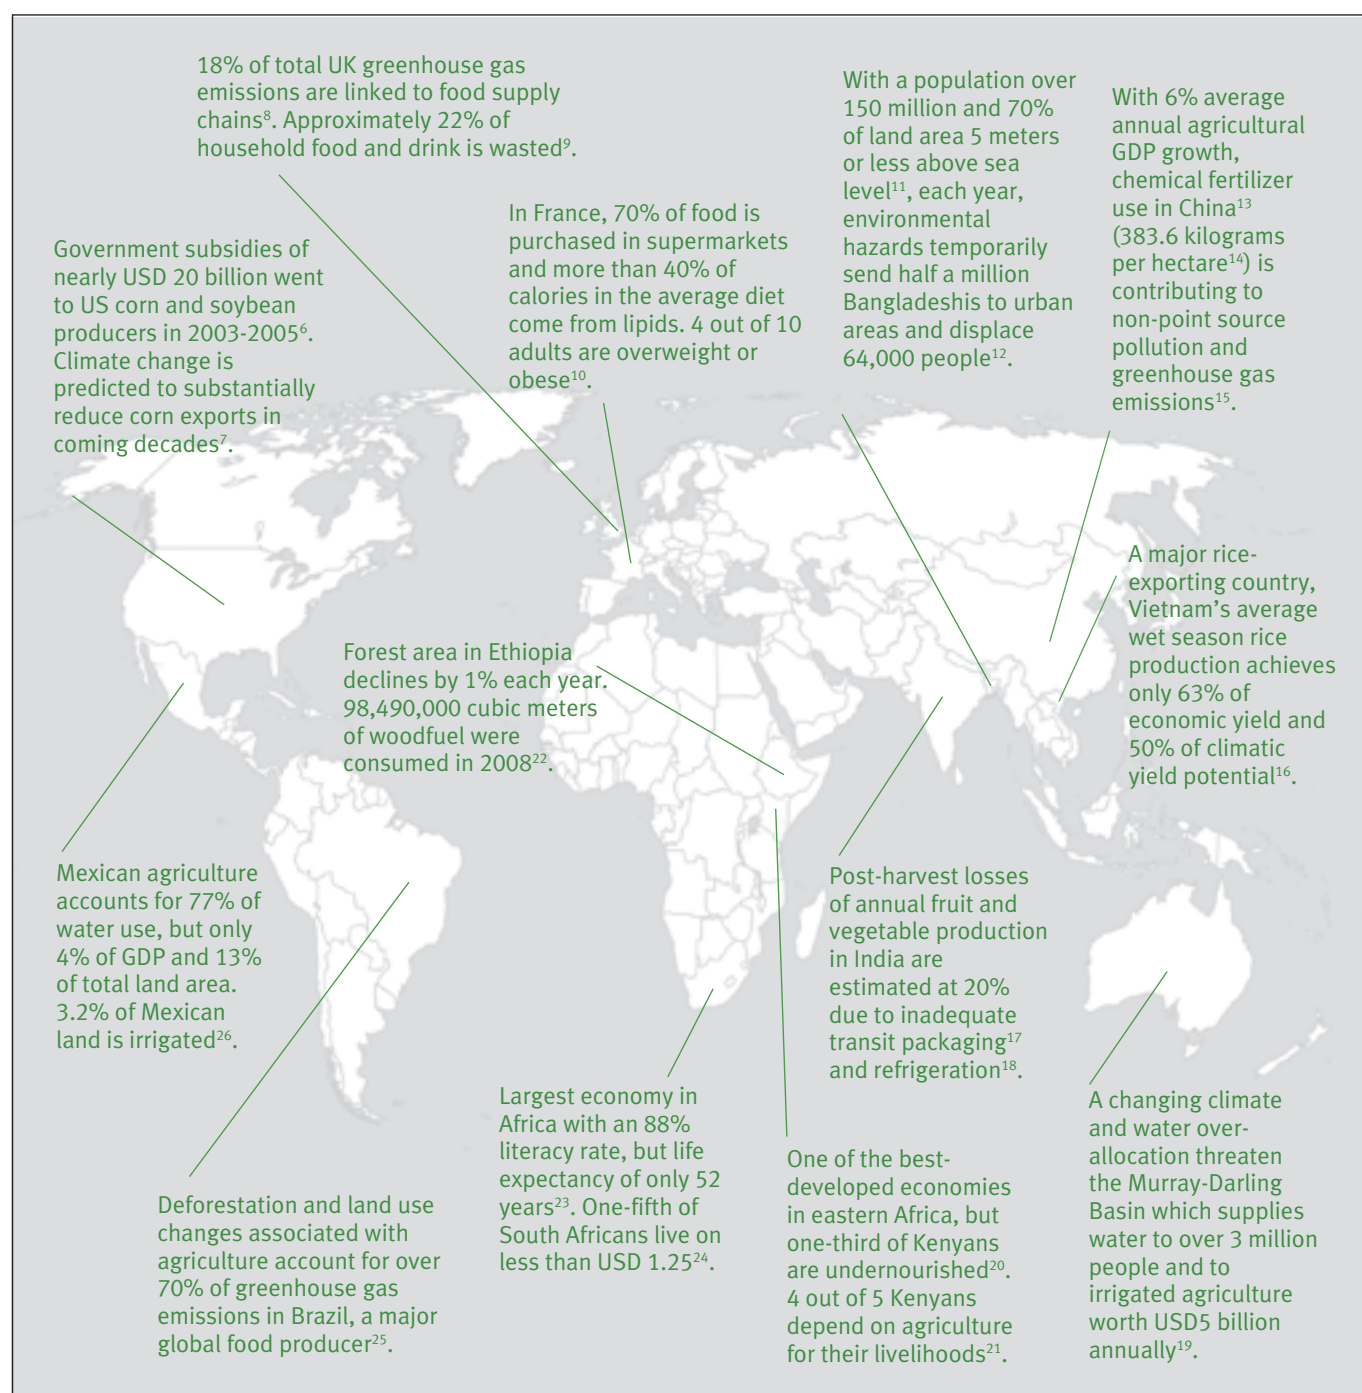 18% of total UK greenhouse gas
emissions are linked to food supply
chains⁸. Approximately 22% of
household food and drink is wasted⁹.
With a population over
150 million and 70%
of land area 5 meters
or less above sea
level¹¹, each year,
environmental
hazards temporarily
send half a million
Bangladeshis to urban
areas and displace
64,000 people¹².
With 6% average
annual agricultural
GDP growth,
chemical fertilizer
use in China¹³
(383.6 kilograms
per hectare¹⁴) is
contributing to
non-point source
pollution and
greenhouse gas
emissions¹⁵.
In France, 70% of food is
purchased in supermarkets
and more than 40% of
calories in the average diet
come from lipids. 4 out of 10
adults are overweight or
obese¹⁰.
Government subsidies of
nearly USD 20 billion went
to US corn and soybean
producers in 2003-2005⁶.
Climate change is
predicted to substantially
reduce corn exports in
coming decades⁷.
A major rice-
exporting country,
Vietnam's average
wet season rice
production achieves
only 63% of
economic yield and
50% of climatic
yield potential¹⁶.
Forest area in Ethiopia
declines by 1% each year.
98,490,000 cubic meters
of woodfuel were
consumed in 2008²².
Mexican agriculture
accounts for 77% of
water use, but only
4% of GDP and 13%
of total land area.
3.2% of Mexican
land is irrigated²⁶.
Post-harvest losses
of annual fruit and
vegetable production
in India are
estimated at 20%
due to inadequate
transit packaging¹⁷
and refrigeration¹⁸.
Largest economy in
Africa with an 88%
literacy rate, but life
expectancy of only 52
years²³. One-fifth of
South Africans live on
less than USD 1.25²⁴.
A changing climate
and water over-
allocation threaten
the Murray-Darling
Basin which supplies
water to over 3 million
people and to
irrigated agriculture
worth USD5 billion
annually¹⁹.
One of the best-
developed economies
in eastern Africa, but
one-third of Kenyans
are undernourished²⁰.
4 out of 5 Kenyans
depend on agriculture
for their livelihoods²¹.
Deforestation and land use
changes associated with
agriculture account for over
70% of greenhouse gas
emissions in Brazil, a major
global food producer²⁵.